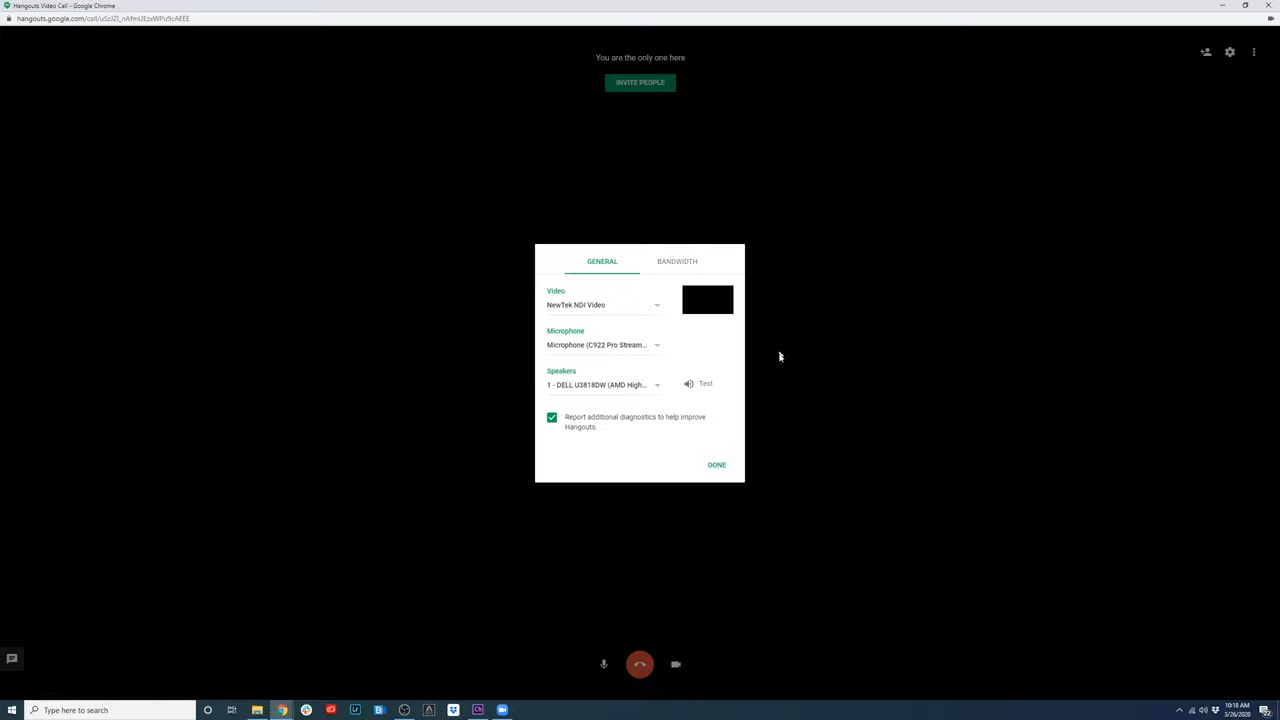 Hangouts Video Call - Google Chrome
You are the only one here
INVITE PEOPLE
GENERAL
BANDWIDTH
Video
NewTek NDI Video
Microphone
Microphone (C922 Pro Stream...
Speakers
1 - DELL U3818DW (AMD High...
Test
Report additional diagnostics to help improve
Hangouts.
DONE
Type here to search
10:18 AM
3/26/2020